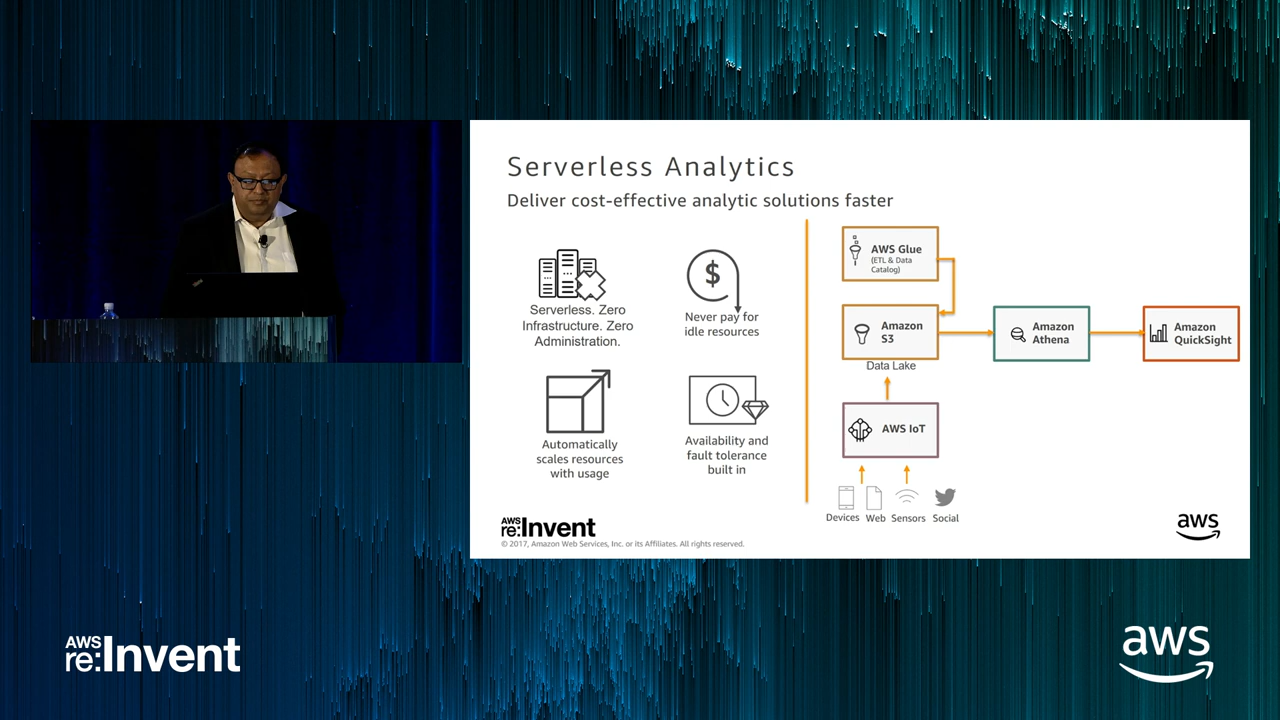 Serverless Analytics
Deliver cost-effective analytic solutions faster
Serverless. Zero
Infrastructure. Zero
Administration.
$
Never pay for
idle resources
Automatically
scales resources
with usage
Availability and
fault tolerance
built in
AWS Glue
(ETL & Data
Catalog)
Amazon
S3
Data Lake
Amazon
Athena
Amazon
QuickSight
AWS IoT
Devices
Web
Sensors
Social
AWS
re:Invent
© 2017, Amazon Web Services, Inc. or its Affiliates. All rights reserved.
aws
AWS
re:Invent
aws